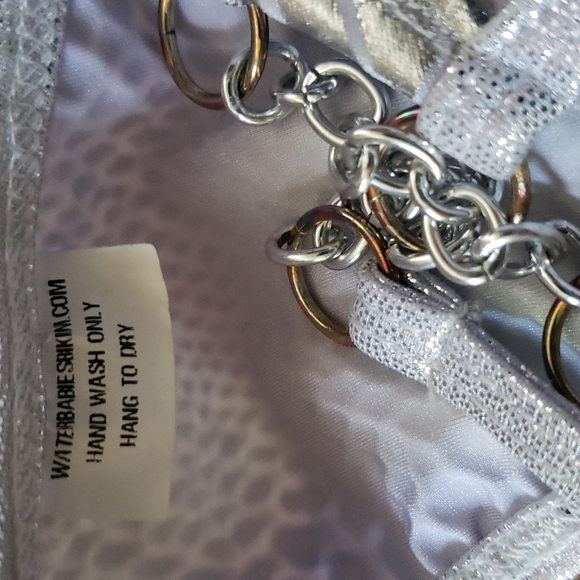 WATERBABIESBIKINI.COM
HAND WASH ONLY
HANG TO DRY